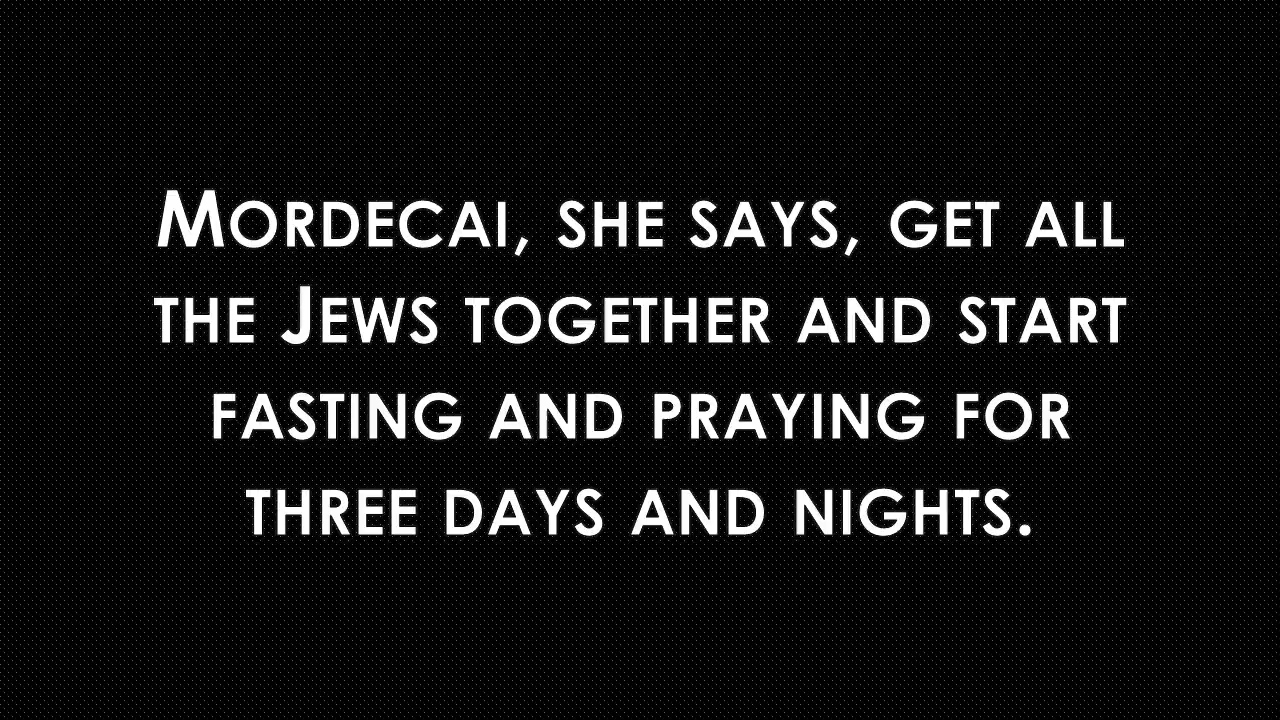 Mordecai, she says, get all
the Jews together and start
fasting and praying for
three days and nights.